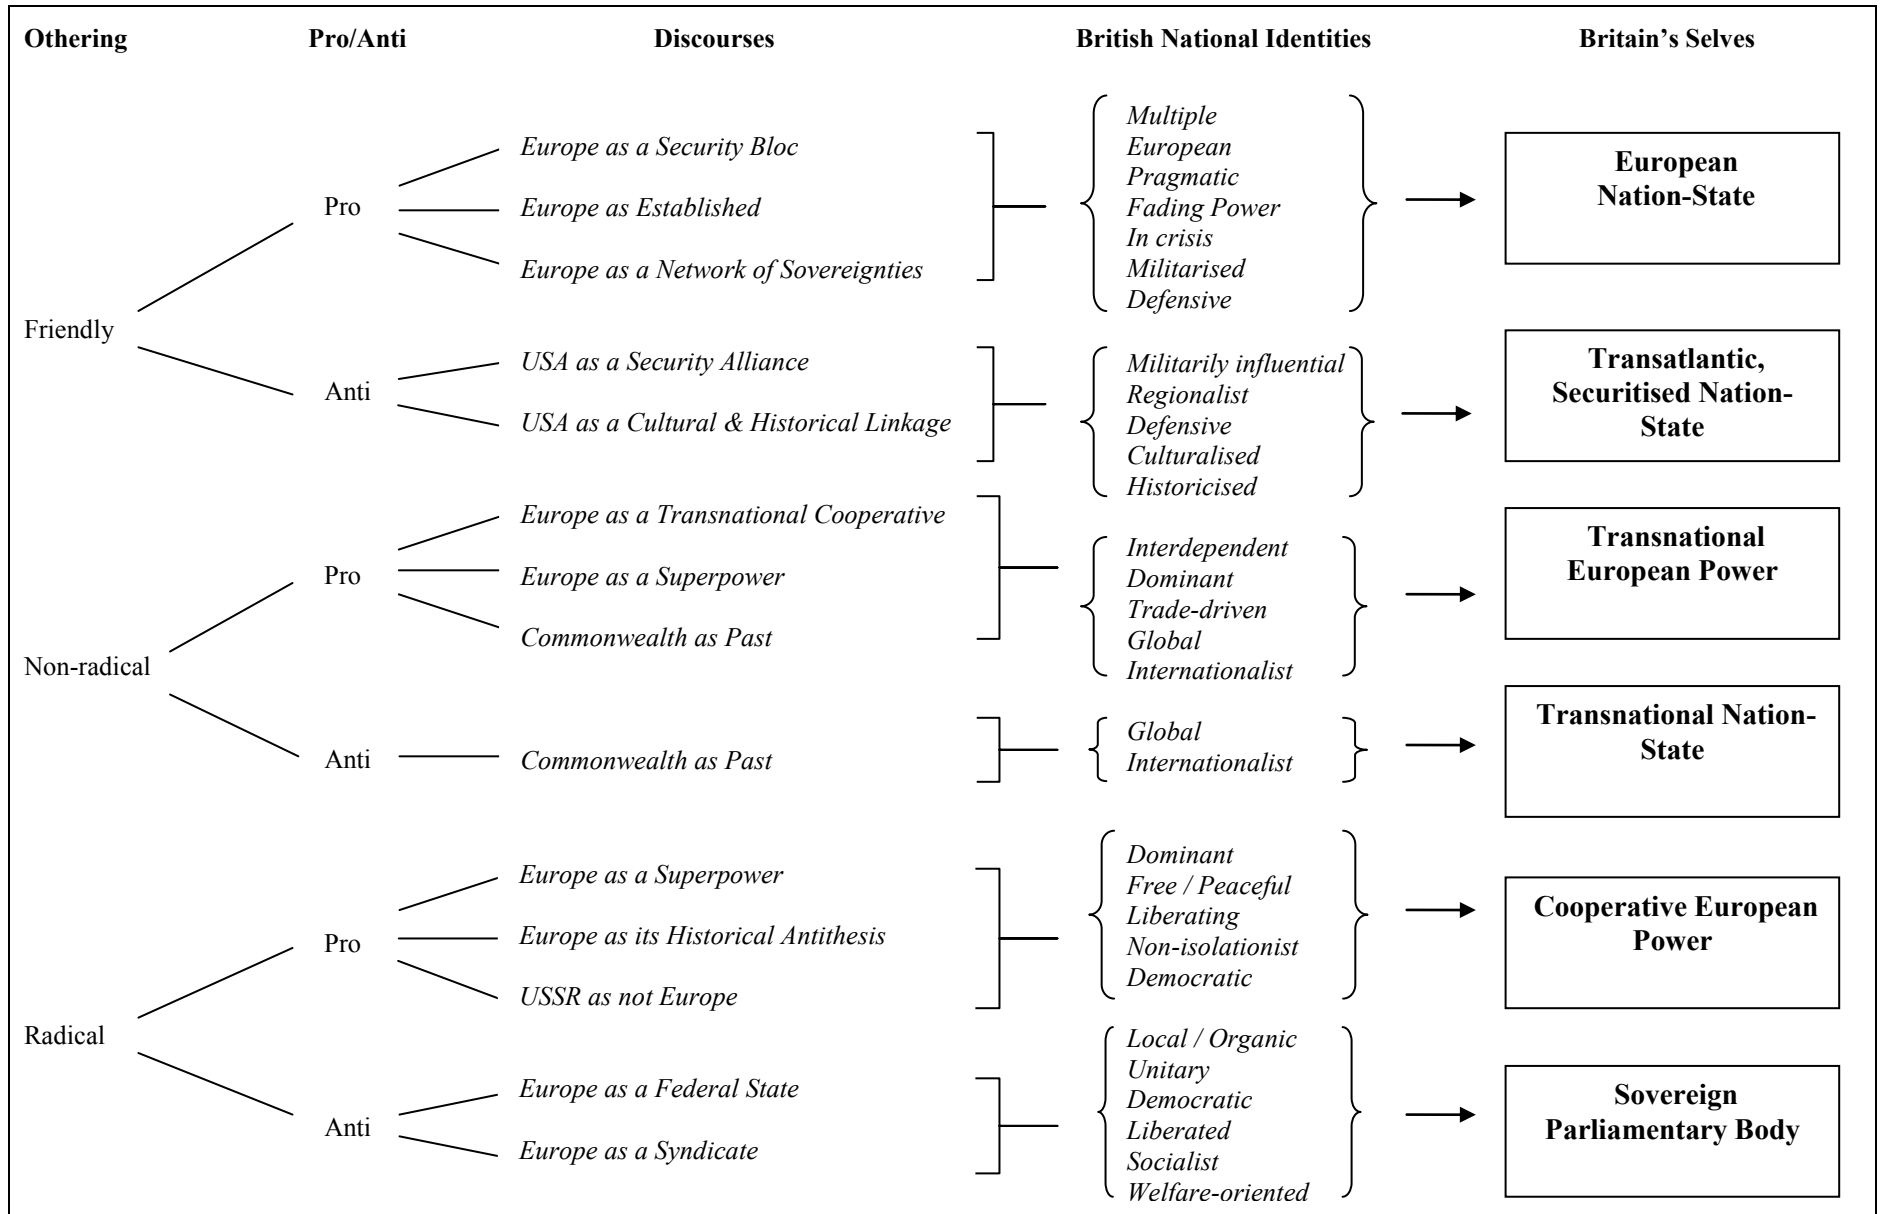 Othering Pro/Anti Discourses British National Identities Britain's Selves
Friendly
Pro
Europe as a Security Bloc
Europe as Established
Europe as a Network of Sovereignties
Multiple
European
Pragmatic
Fading Power
In crisis
Militarised
Defensive
European
Nation-State
Anti
USA as a Security Alliance
USA as a Cultural & Historical Linkage
Militarily influential
Regionalist
Defensive
Culturalised
Historicised
Transatlantic,
Securitised Nation-
State
Non-radical
Pro
Europe as a Transnational Cooperative
Europe as a Superpower
Commonwealth as Past
Interdependent
Dominant
Trade-driven
Global
Internationalist
Transnational
European Power
Anti
Commonwealth as Past
Global
Internationalist
Transnational Nation-
State
Radical
Pro
Europe as a Superpower
Europe as its Historical Antithesis
USSR as not Europe
Dominant
Free / Peaceful
Liberating
Non-isolationist
Democratic
Cooperative European
Power
Anti
Europe as a Federal State
Europe as a Syndicate
Local / Organic
Unitary
Democratic
Liberated
Socialist
Welfare-oriented
Sovereign
Parliamentary Body